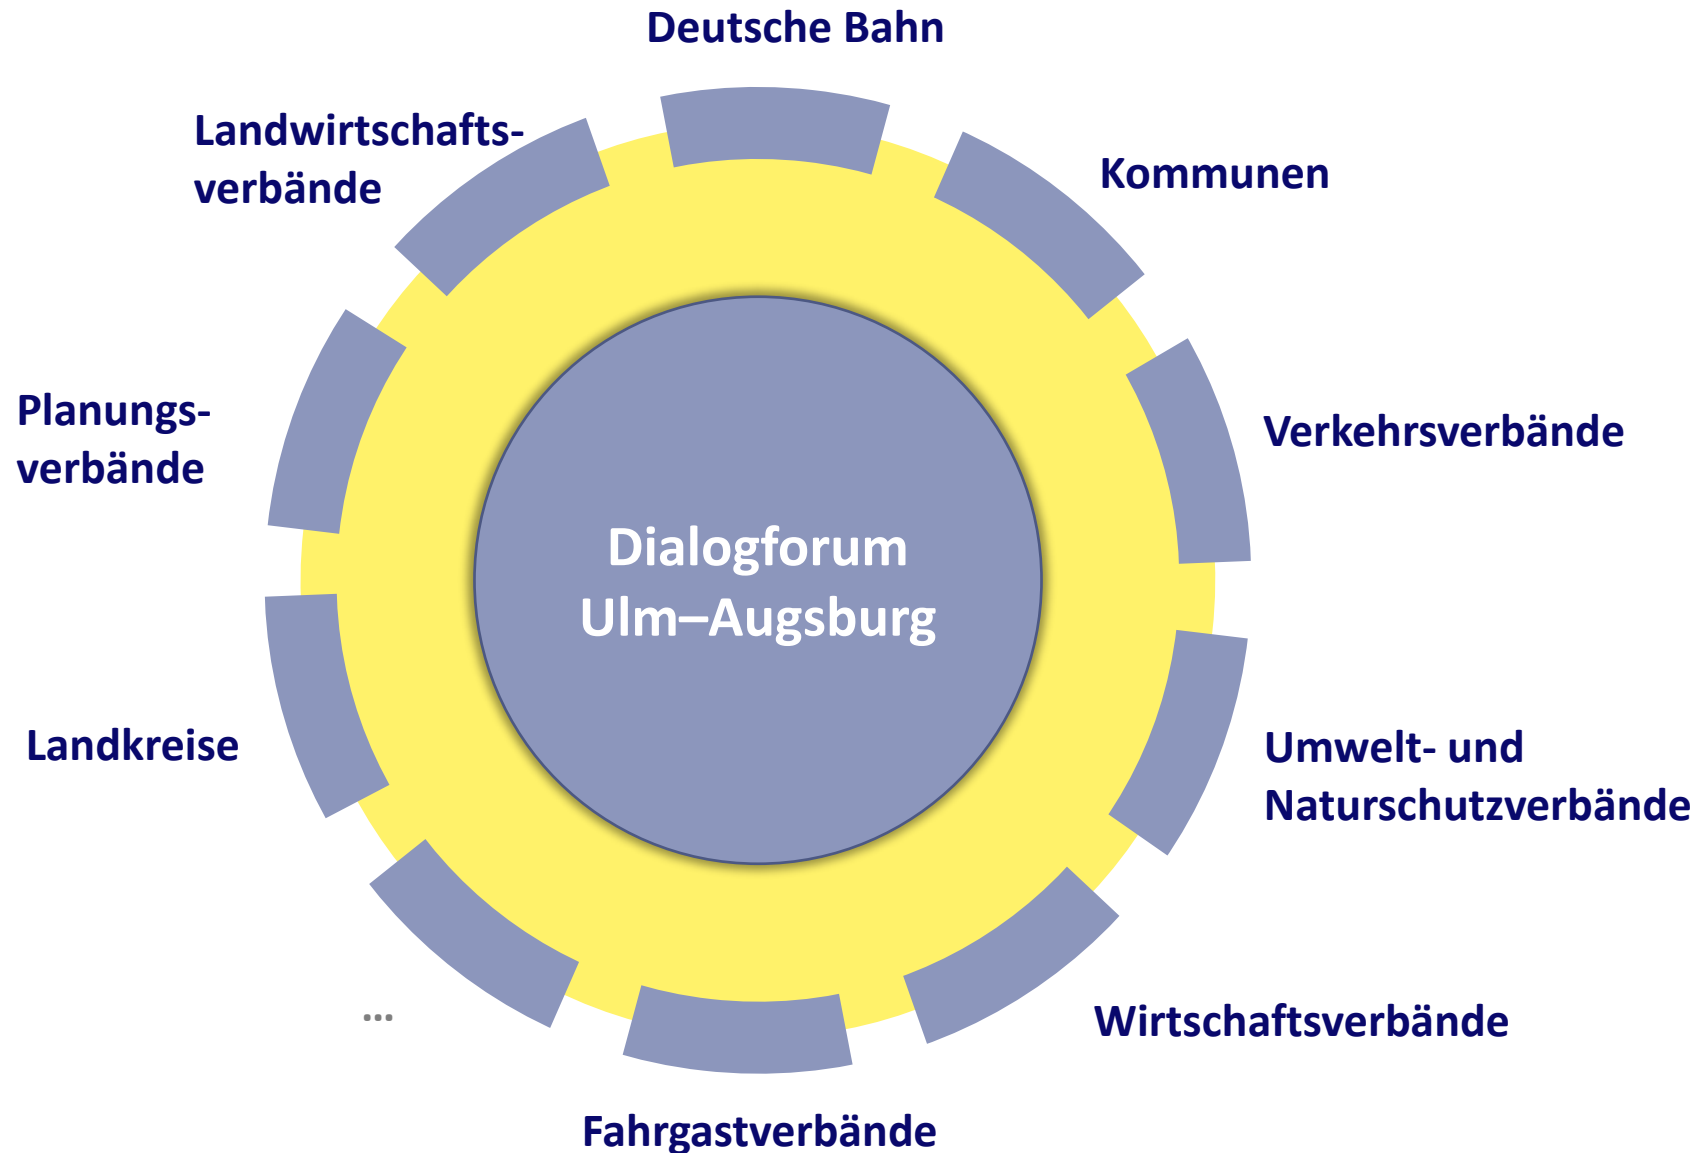 Deutsche Bahn
Landwirtschafts-
verbände
Kommunen
Planungs-
verbände
Verkehrsverbände
Dialogforum
Ulm–Augsburg
Landkreise
Umwelt- und
Naturschutzverbände
...
Wirtschaftsverbände
Fahrgastverbände